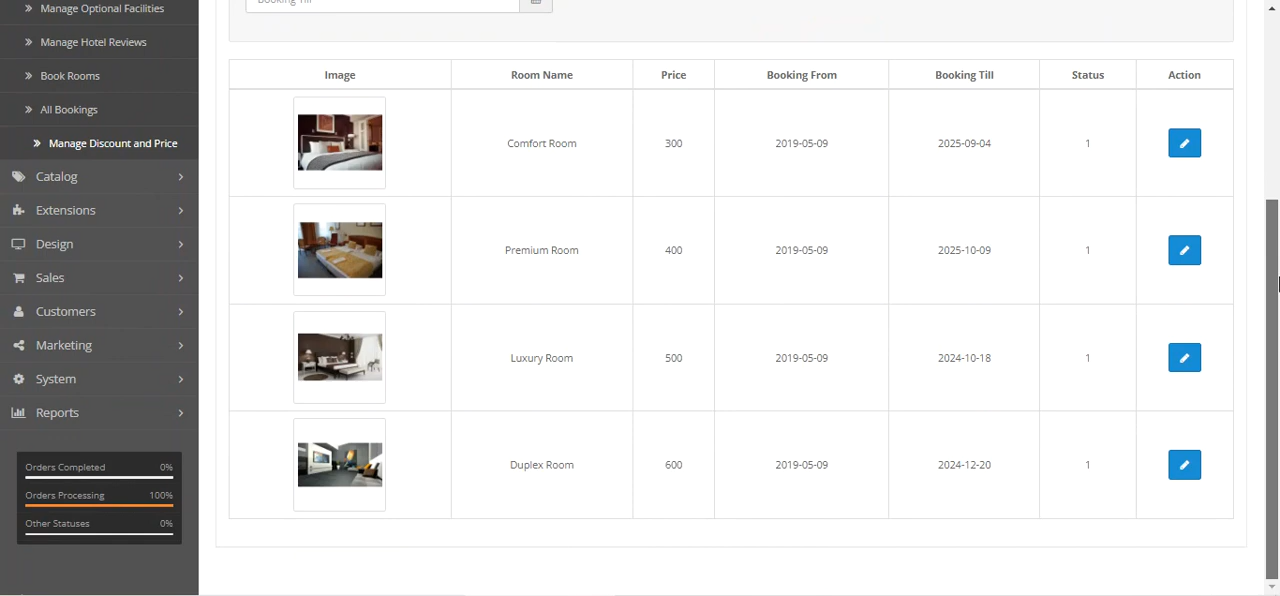 Manage Optional Facilities
Manage Hotel Reviews
Book Rooms
All Bookings
Manage Discount and Price
Catalog
Extensions
Design
Sales
Customers
Marketing
System
Reports
Orders Completed 0%
Orders Processing 100%
Other Statuses 0%
Booking Till
Image Room Name Price Booking From Booking Till Status Action
Comfort Room 300 2019-05-09 2025-09-04 1
Premium Room 400 2019-05-09 2025-10-09 1
Luxury Room 500 2019-05-09 2024-10-18 1
Duplex Room 600 2019-05-09 2024-12-20 1